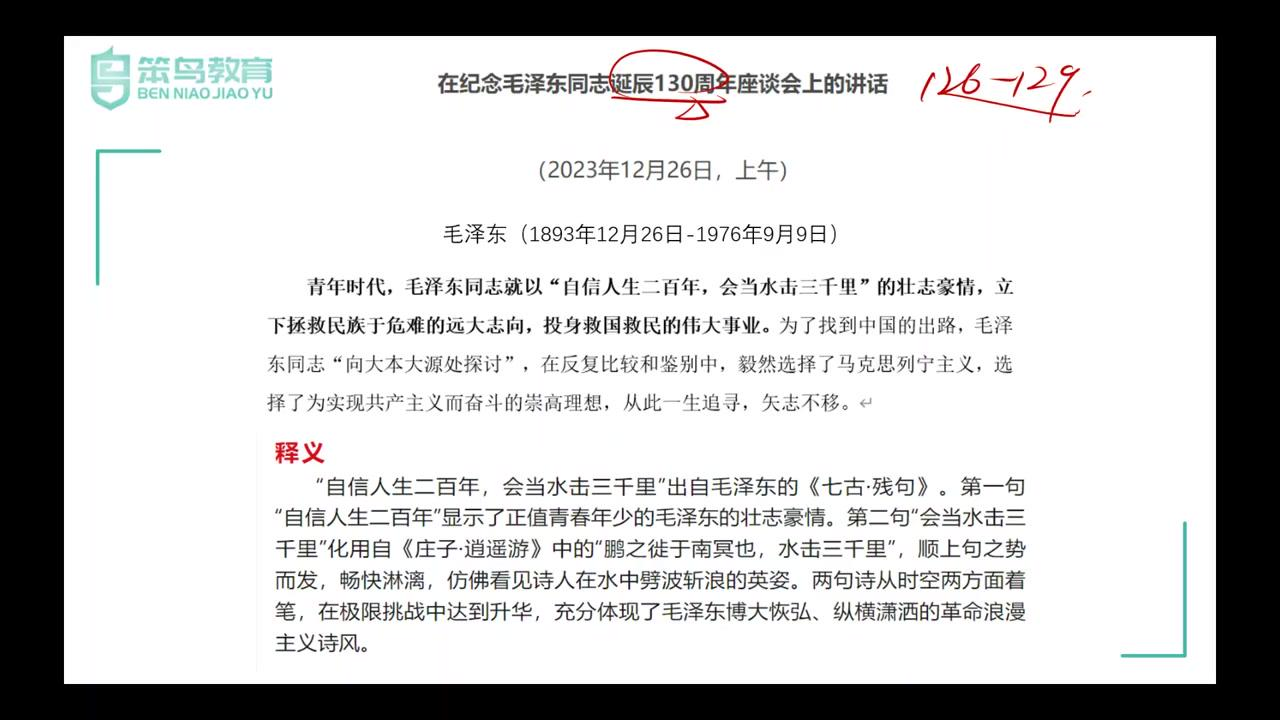 笨鸟教育
BEN NIAO JIAO YU
在纪念毛泽东同志诞辰130周年座谈会上的讲话
126-129.
（2023年12月26日，上午）
毛泽东（1893年12月26日-1976年9月9日）
青年时代，毛泽东同志就以“自信人生二百年，会当水击三千里”的壮志豪情，立
下拯救民族于危难的远大志向，投身救国救民的伟大事业。为了找到中国的出路，毛泽
东同志“向大本大源处探讨”，在反复比较和鉴别中，毅然选择了马克思列宁主义，选
择了为实现共产主义而奋斗的崇高理想，从此一生追寻，矢志不移。↵
释义
“自信人生二百年，会当水击三千里”出自毛泽东的《七古·残句》。第一句
“自信人生二百年”显示了正值青春年少的毛泽东的壮志豪情。第二句“会当水击三
千里”化用自《庄子·逍遥游》中的“鹏之徙于南冥也，水击三千里”，顺上句之势
而发，畅快淋漓，仿佛看见诗人在水中劈波斩浪的英姿。两句诗从时空两方面着
笔，在极限挑战中达到升华，充分体现了毛泽东博大恢弘、纵横潇洒的革命浪漫
主义诗风。